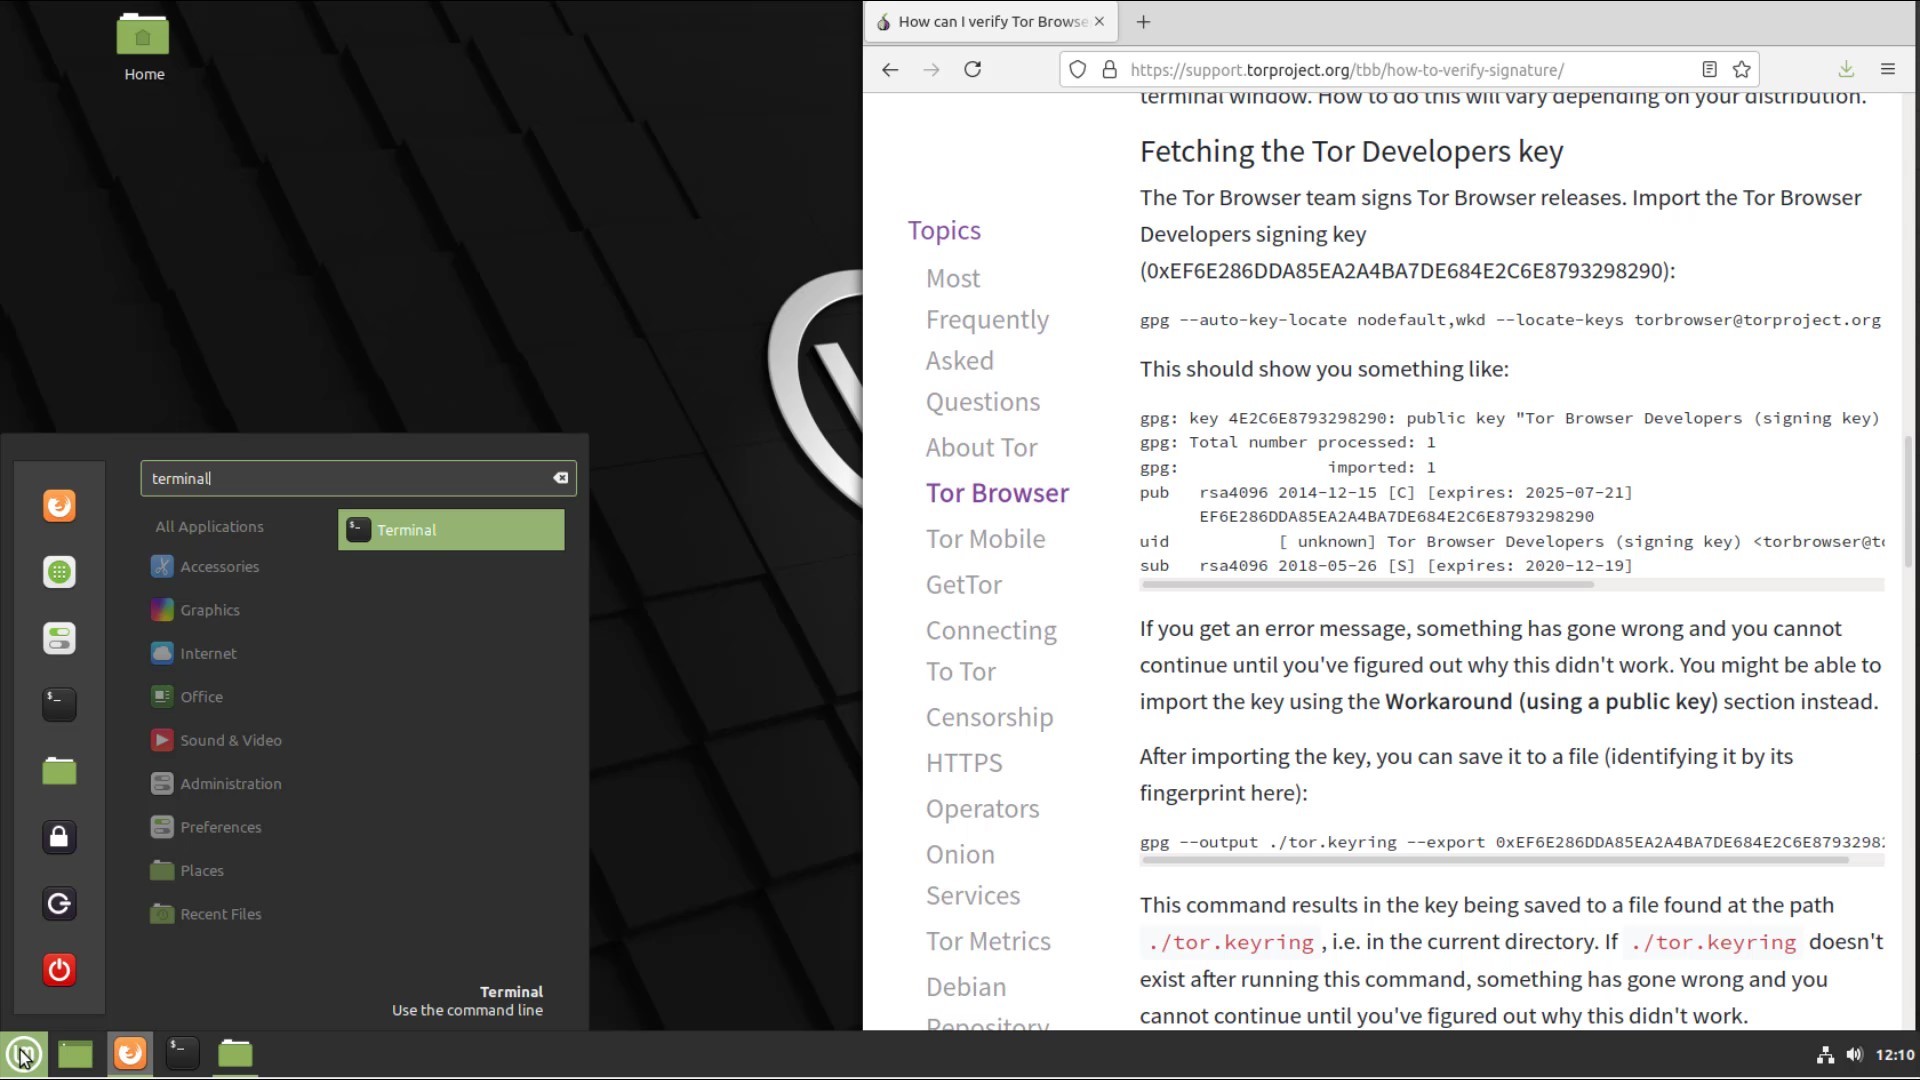 Home
terminal
All Applications
Accessories
Graphics
Internet
Office
Sound & Video
Administration
Preferences
Places
Recent Files
Terminal
Terminal
Use the command line
How can I verify Tor Browse
https://support.torproject.org/tbb/how-to-verify-signature/
Topics
Most
Frequently
Asked
Questions
About Tor
Tor Browser
Tor Mobile
GetTor
Connecting
To Tor
Censorship
HTTPS
Operators
Onion
Services
Tor Metrics
Debian
Repository
terminal window. How to do this will vary depending on your distribution.
Fetching the Tor Developers key
The Tor Browser team signs Tor Browser releases. Import the Tor Browser
Developers signing key
(0xEF6E286DDA85EA2A4BA7DE684E2C6E8793298290):
gpg --auto-key-locate nodefault,wkd --locate-keys torbrowser@torproject.org
This should show you something like:
gpg: key 4E2C6E8793298290: public key "Tor Browser Developers (signing key)
gpg: Total number processed: 1
gpg:               imported: 1
pub   rsa4096 2014-12-15 [C] [expires: 2025-07-21]
      EF6E286DDA85EA2A4BA7DE684E2C6E8793298290
uid           [ unknown] Tor Browser Developers (signing key) <torbrowser@to
sub   rsa4096 2018-05-26 [S] [expires: 2020-12-19]
If you get an error message, something has gone wrong and you cannot
continue until you've figured out why this didn't work. You might be able to
import the key using the Workaround (using a public key) section instead.
After importing the key, you can save it to a file (identifying it by its
fingerprint here):
gpg --output ./tor.keyring --export 0xEF6E286DDA85EA2A4BA7DE684E2C6E87932982
This command results in the key being saved to a file found at the path
./tor.keyring, i.e. in the current directory. If ./tor.keyring doesn't
exist after running this command, something has gone wrong and you
cannot continue until you've figured out why this didn't work.
12:10